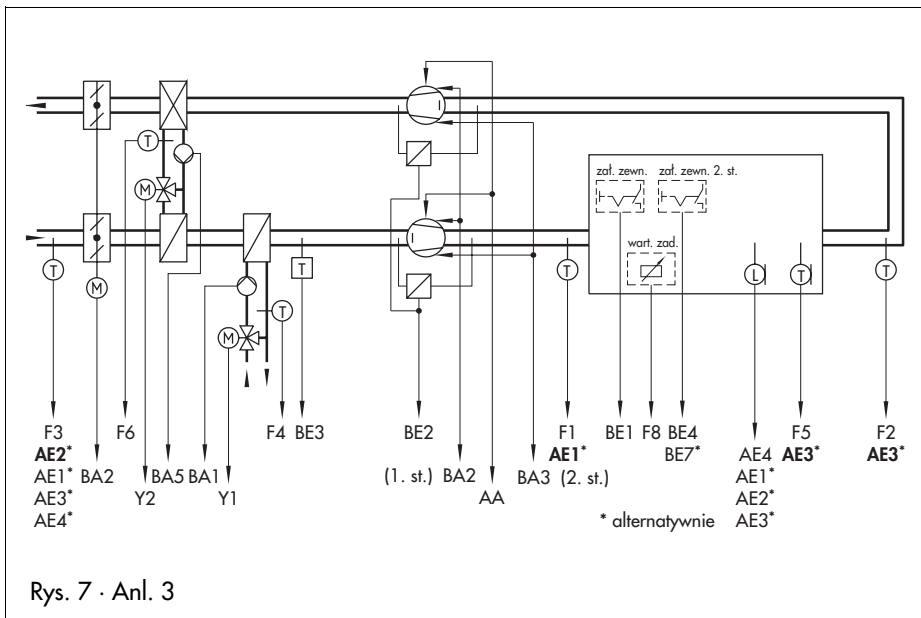 T
M
zał. zewn.
zał. zewn. 2. st.
wart. zad.
T
M
M
T
T
T
L
T
T
F3
AE2*
AE1*
AE3*
AE4*
BA2
F6
Y2
BA5
BA1
Y1
F4
BE3
BE2
(1. st.)
BA2
AA
F1
AE1*
BA3
(2. st.)
BE1
F8
BE4
BE7*
AE4
AE1*
AE2*
AE3*
F5
AE3*
F2
AE3*
* alternatywnie
Rys. 7 · Anl. 3